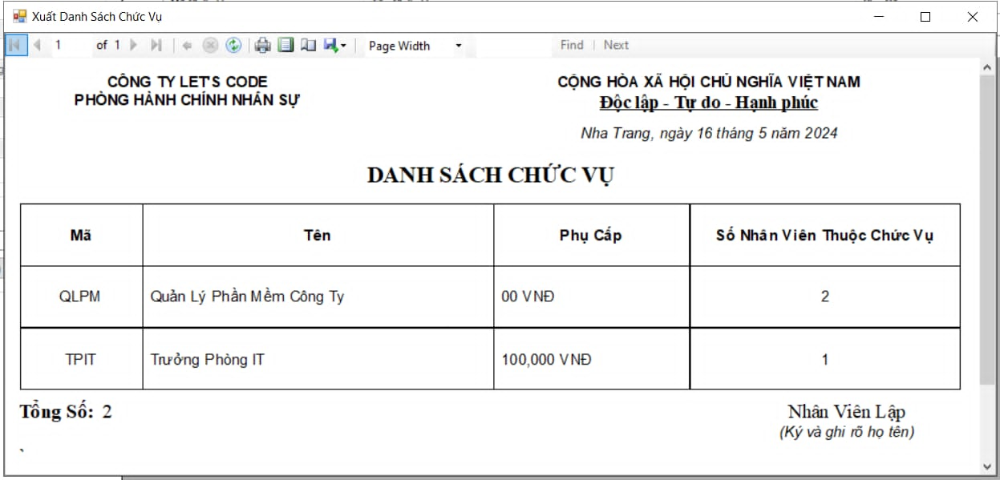 Xuất Danh Sách Chức Vụ
1 of 1 Page Width Find | Next
CÔNG TY LET'S CODE
PHÒNG HÀNH CHÍNH NHÂN SỰ
CỘNG HÒA XÃ HỘI CHỦ NGHĨA VIỆT NAM
Độc lập - Tự do - Hạnh phúc
Nha Trang, ngày 16 tháng 5 năm 2024
DANH SÁCH CHỨC VỤ
Mã Tên Phụ Cấp Số Nhân Viên Thuộc Chức Vụ
QLPM Quản Lý Phần Mềm Công Ty 00 VNĐ 2
TPIT Trưởng Phòng IT 100,000 VNĐ 1
Tổng Số: 2
Nhân Viên Lập
(Ký và ghi rõ họ tên)
`